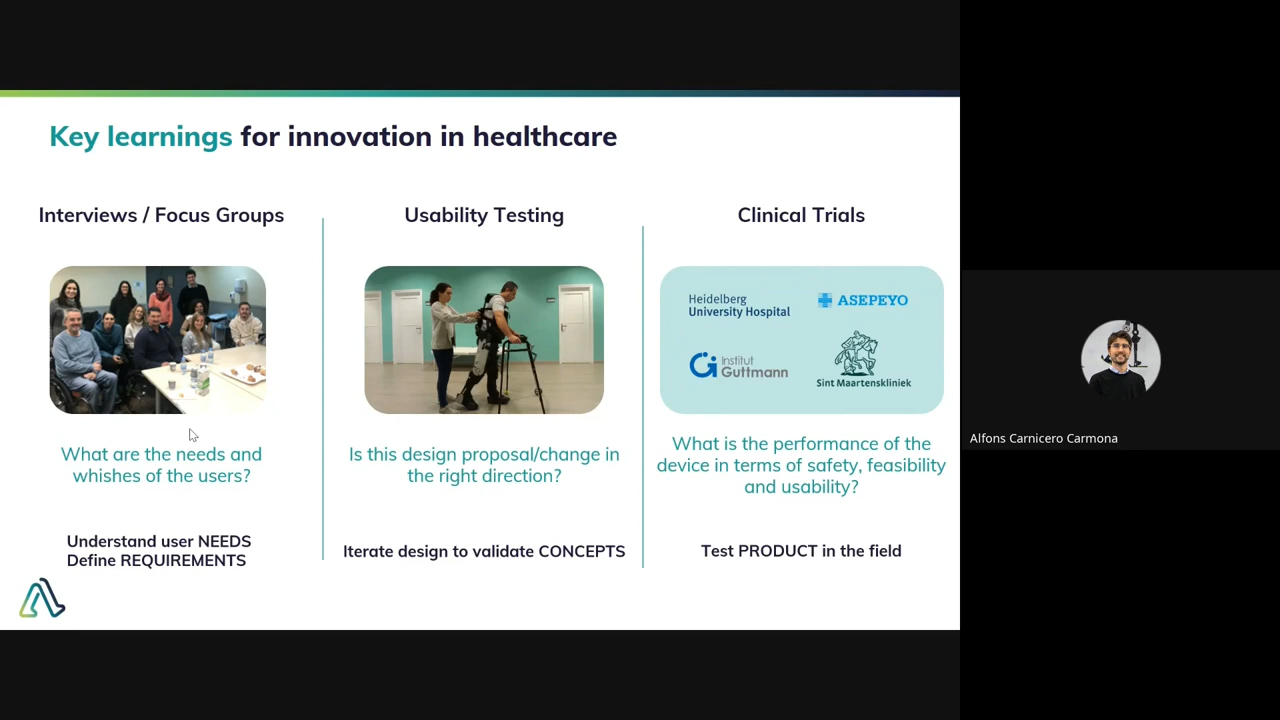 Key learnings for innovation in healthcare
Interviews / Focus Groups
What are the needs and
whishes of the users?
Understand user NEEDS
Define REQUIREMENTS
Usability Testing
Is this design proposal/change in
the right direction?
Iterate design to validate CONCEPTS
Clinical Trials
Heidelberg
University Hospital
ASEPEYO
Institut
Guttmann
Sint Maartenskliniek
What is the performance of the
device in terms of safety, feasibility
and usability?
Test PRODUCT in the field
Alfons Carnicero Carmona